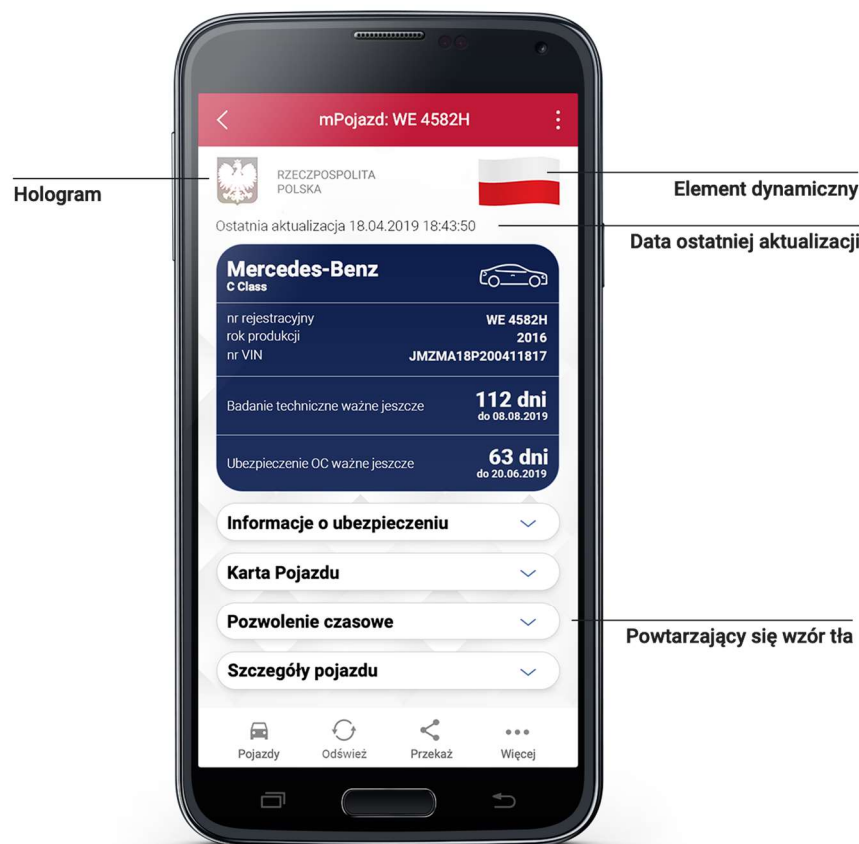 mPojazd: WE 4582H
RZECZPOSPOLITA
POLSKA
Hologram
Element dynamiczny
Ostatnia aktualizacja 18.04.2019 18:43:50
Data ostatniej aktualizacji
Mercedes-Benz
C Class
nr rejestracyjny WE 4582H
rok produkcji 2016
nr VIN JMZMA18P200411817
Badanie techniczne ważne jeszcze 112 dni
do 08.08.2019
Ubezpieczenie OC ważne jeszcze 63 dni
do 20.06.2019
Informacje o ubezpieczeniu
Karta Pojazdu
Pozwolenie czasowe
Powtarzający się wzór tła
Szczegóły pojazdu
Pojazdy Odśwież Przekaż Więcej